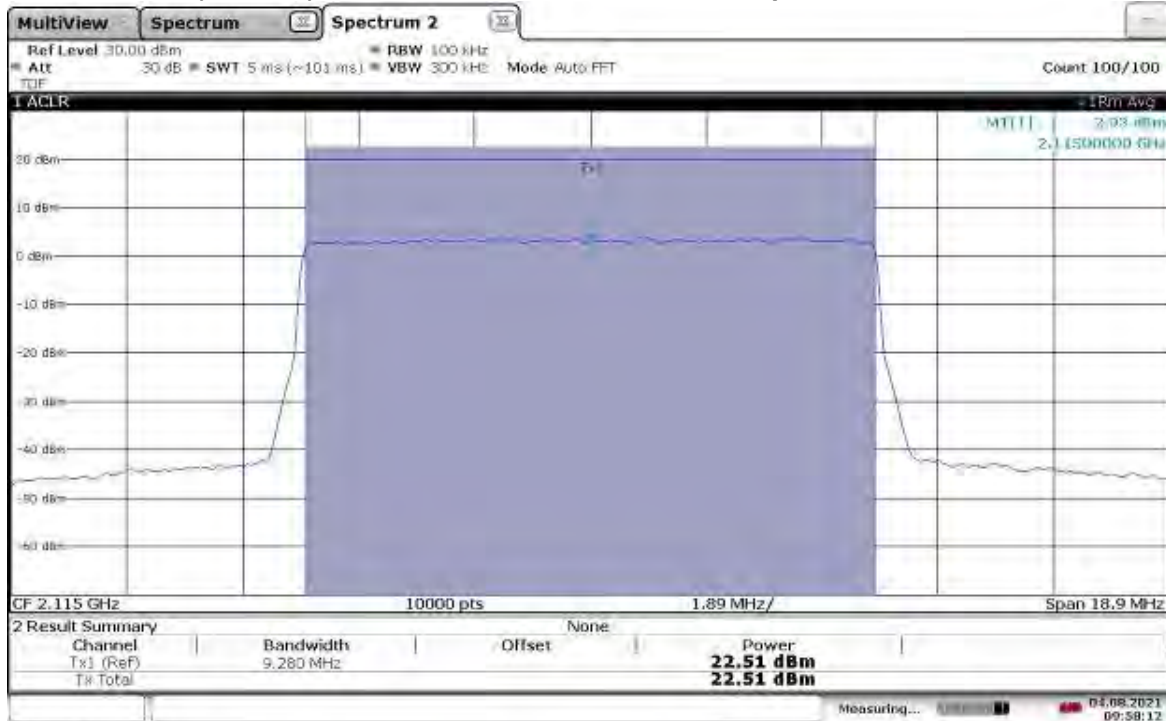 MultiView Spectrum Spectrum 2
Ref Level 30.00 dBm RBW 100 kHz
Att 30 dB SWT 5 ms (~101 ms) VBW 300 kHz Mode Auto FFT Count 100/100
TDF
1 ACLR 1Rm Avg
M1[1] 2.93 dBm
2.11500000 GHz
Tx1
20 dBm
10 dBm
0 dBm
-10 dBm
-20 dBm
-30 dBm
-40 dBm
-50 dBm
-60 dBm
CF 2.115 GHz 10000 pts 1.89 MHz/ Span 18.9 MHz
2 Result Summary None
Channel Bandwidth Offset Power
Tx1 (Ref) 9.280 MHz 22.51 dBm
Tx Total 22.51 dBm
Measuring... 04.08.2021
09:58:12